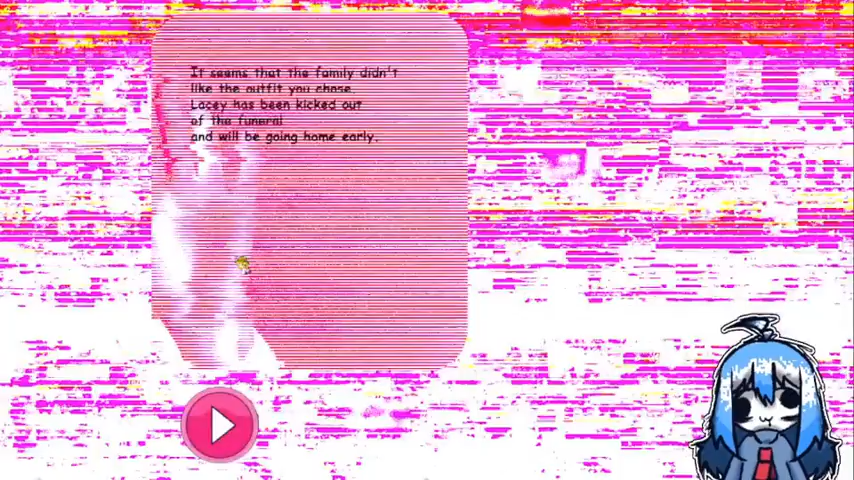 It seems that the family didn't
like the outfit you chose.
Lacey has been kicked out
of the funeral
and will be going home early.